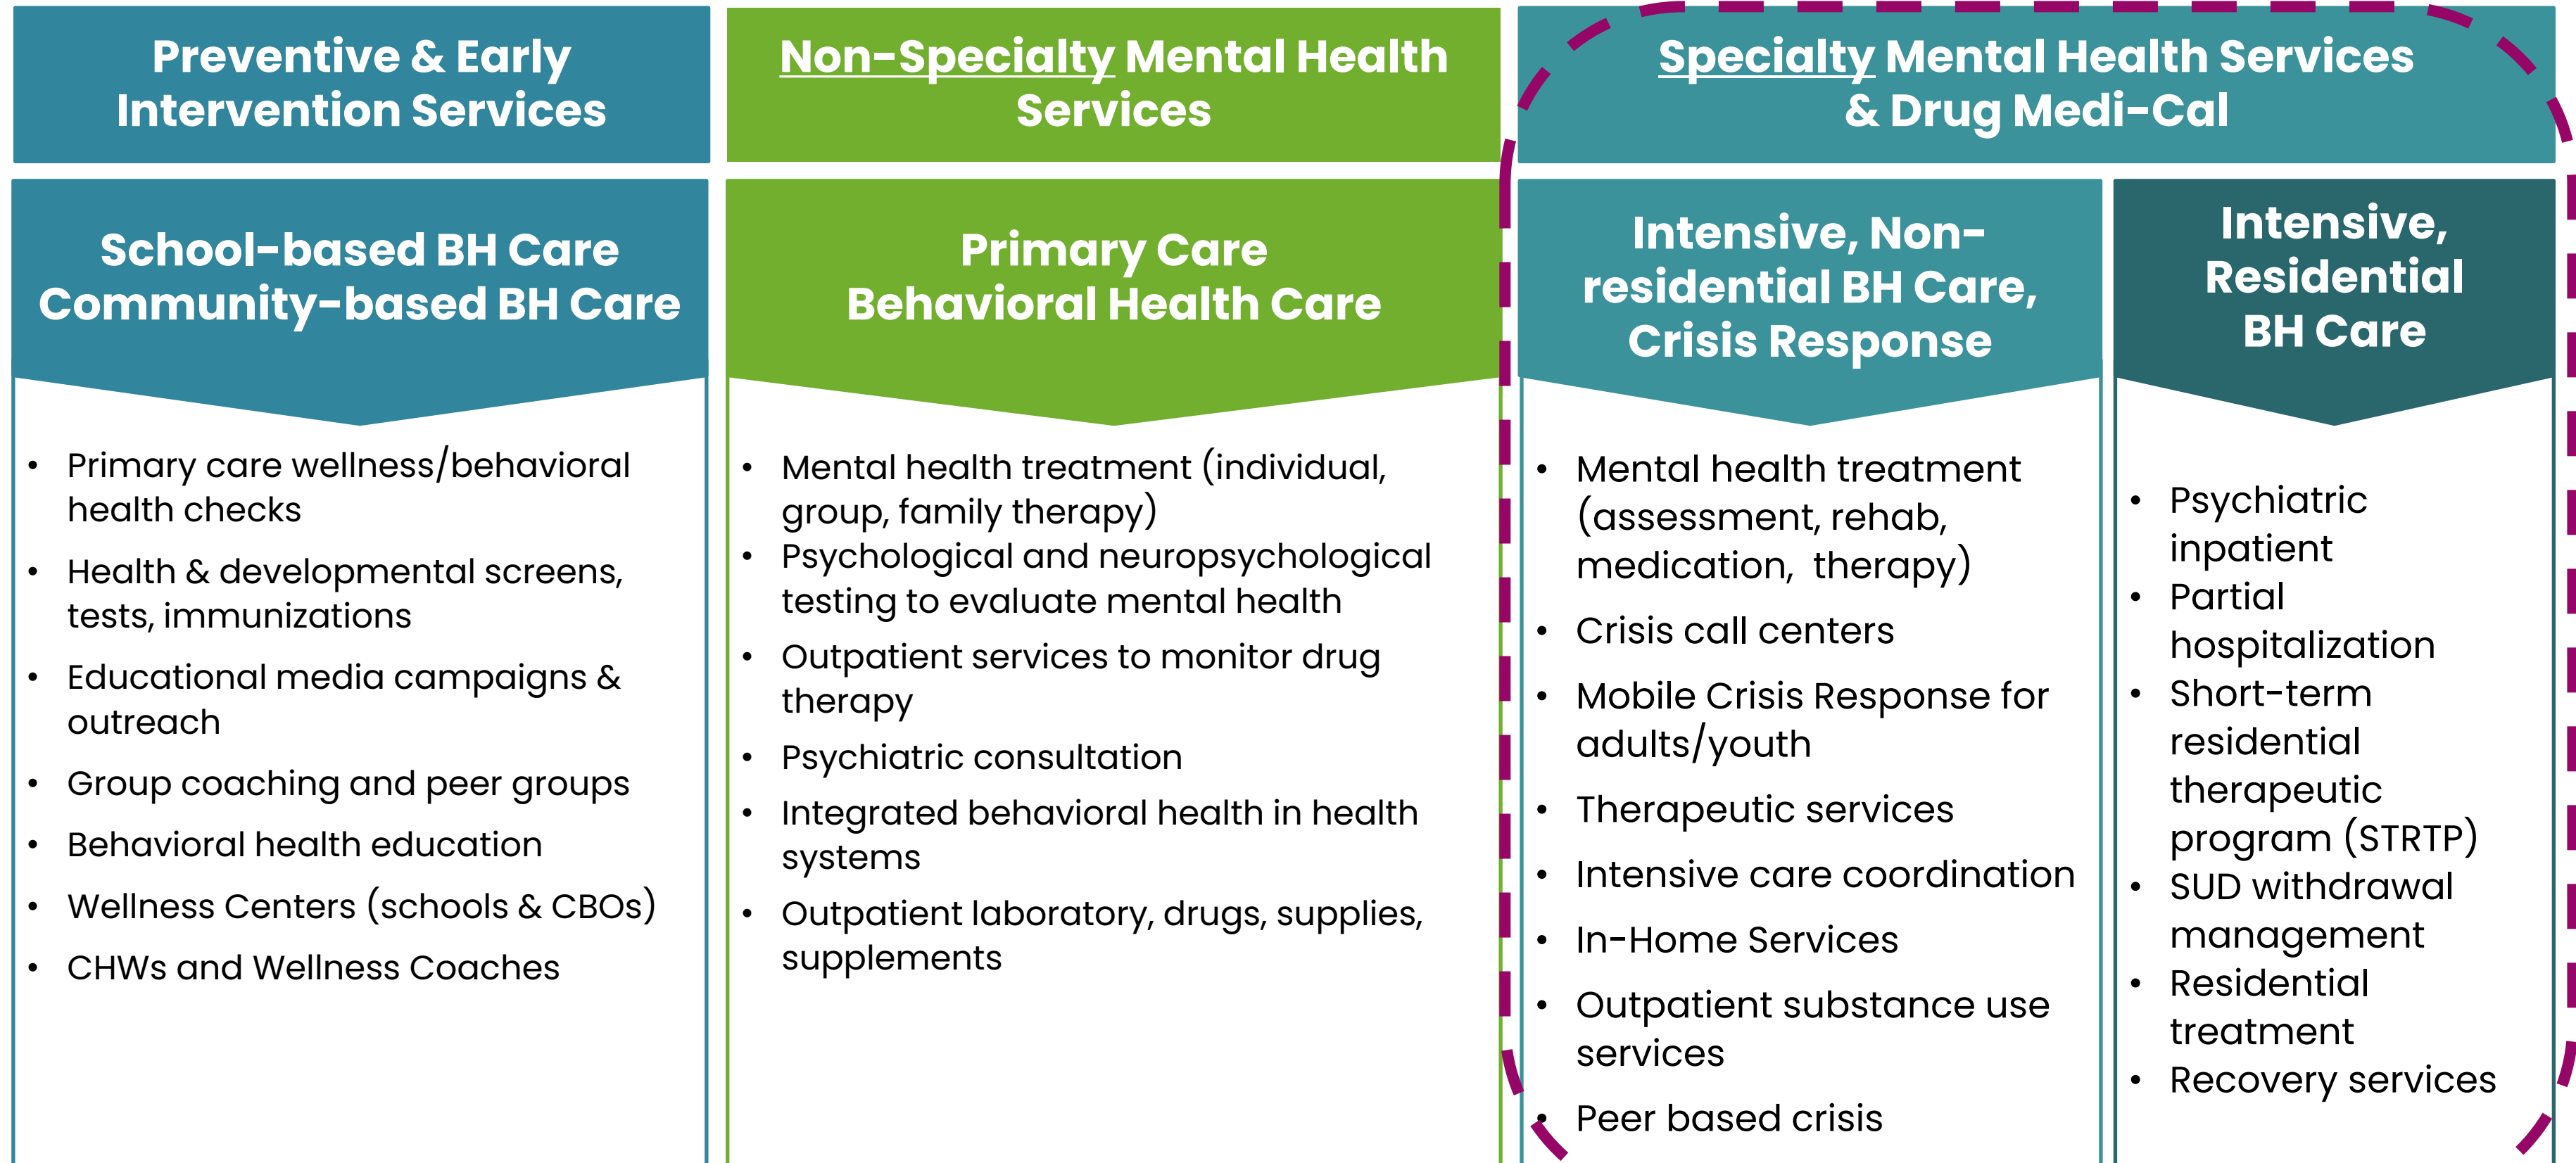 Preventive & Early
Intervention Services
Non-Specialty Mental Health
Services
Specialty Mental Health Services
& Drug Medi-Cal
School-based BH Care
Community-based BH Care
Primary Care
Behavioral Health Care
Intensive, Non-
residential BH Care,
Crisis Response
Intensive,
Residential
BH Care
• Primary care wellness/behavioral
health checks
• Health & developmental screens,
tests, immunizations
• Educational media campaigns &
outreach
• Group coaching and peer groups
• Behavioral health education
• Wellness Centers (schools & CBOs)
• CHWs and Wellness Coaches
• Mental health treatment (individual,
group, family therapy)
• Psychological and neuropsychological
testing to evaluate mental health
• Outpatient services to monitor drug
therapy
• Psychiatric consultation
• Integrated behavioral health in health
systems
• Outpatient laboratory, drugs, supplies,
supplements
• Mental health treatment
(assessment, rehab,
medication, therapy)
• Crisis call centers
• Mobile Crisis Response for
adults/youth
• Therapeutic services
• Intensive care coordination
• In-Home Services
• Outpatient substance use
services
• Peer based crisis
• Psychiatric
inpatient
• Partial
hospitalization
• Short-term
residential
therapeutic
program (STRTP)
• SUD withdrawal
management
• Residential
treatment
• Recovery services